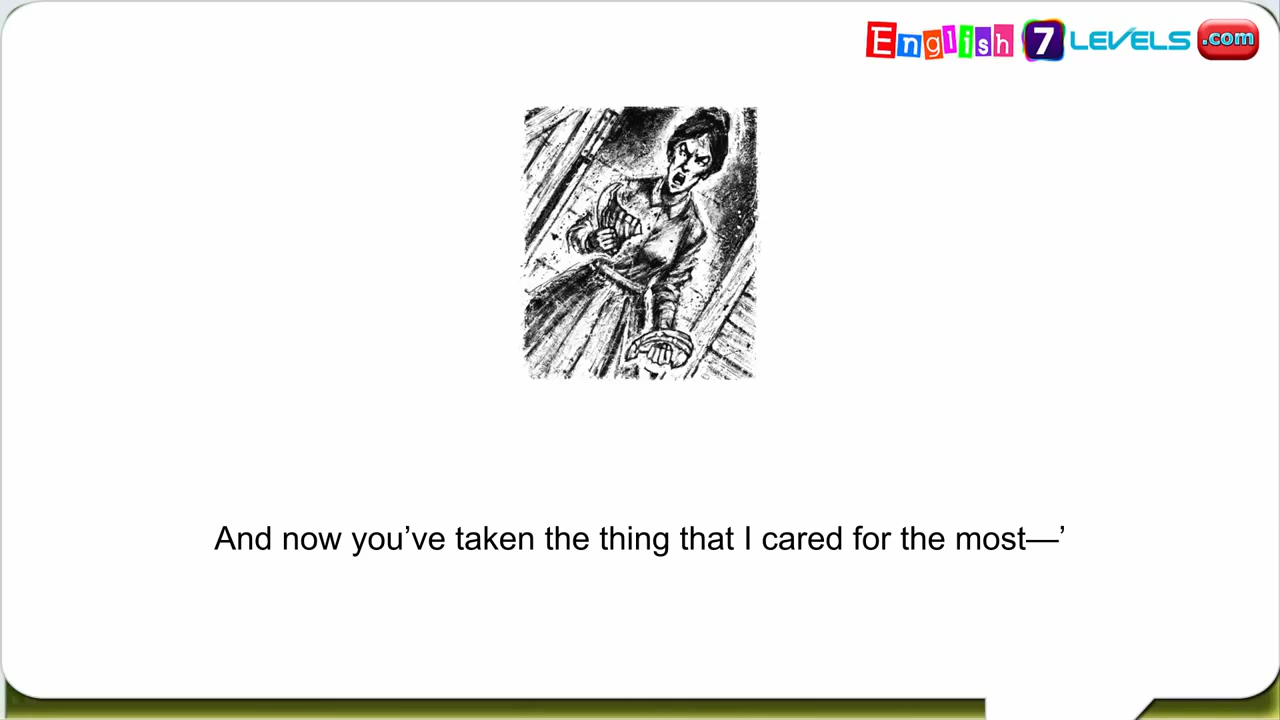 English 7 LEVELS .com
And now you’ve taken the thing that I cared for the most—’